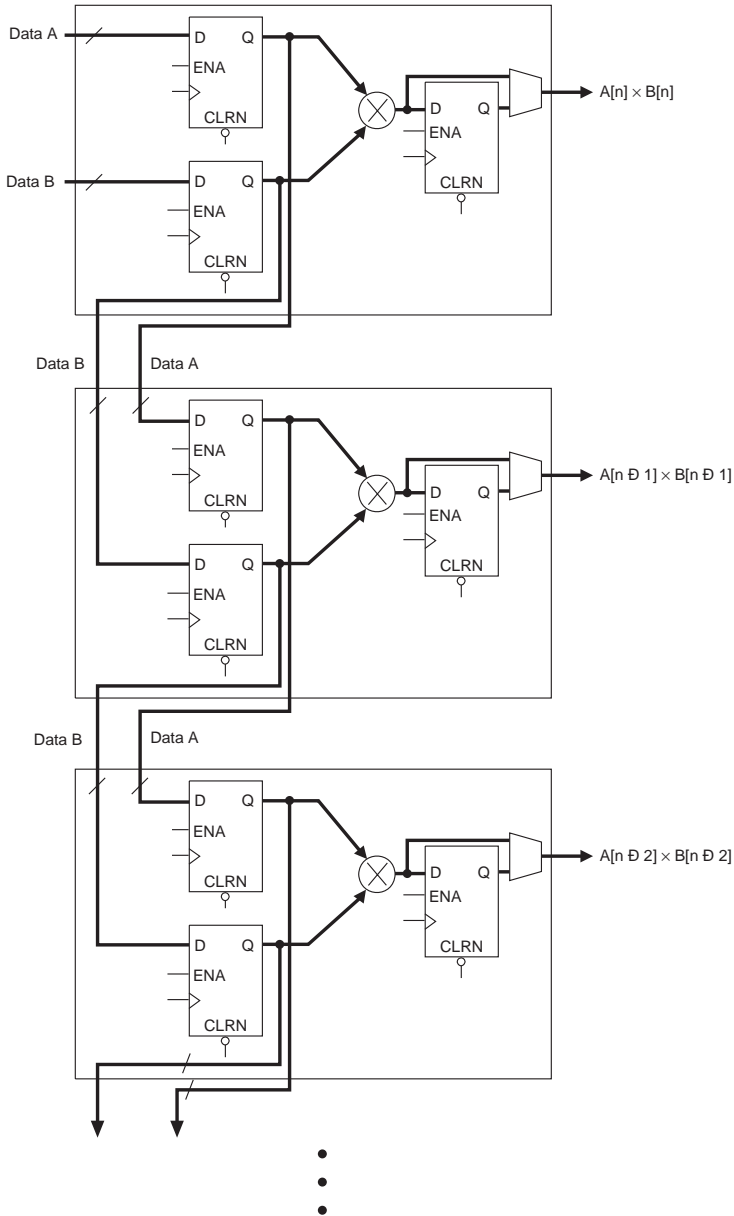 Data A
D Q
ENA
CLRN
D Q
ENA
CLRN
A[n] × B[n]
Data B
D Q
ENA
CLRN
Data B
Data A
D Q
ENA
CLRN
D Q
ENA
CLRN
A[n Ð 1] × B[n Ð 1]
D Q
ENA
CLRN
Data B
Data A
D Q
ENA
CLRN
D Q
ENA
CLRN
A[n Ð 2] × B[n Ð 2]
D Q
ENA
CLRN